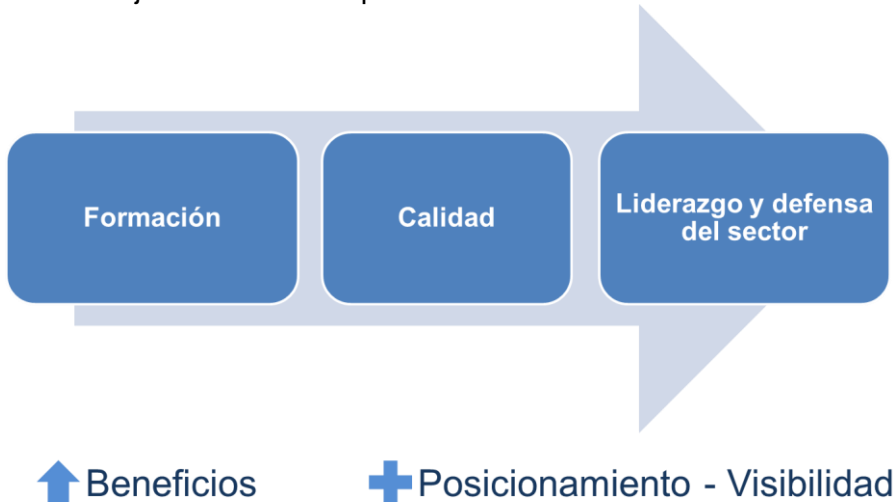 Formación
Calidad
Liderazgo y defensa
del sector
Beneficios
Posicionamiento - Visibilidad